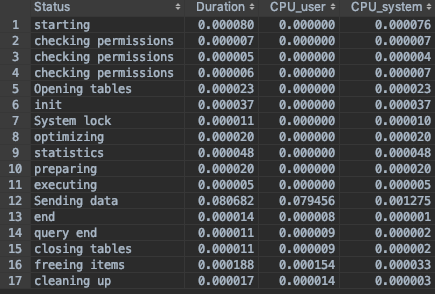 Status Duration CPU_user CPU_system
1 starting 0.000080 0.000000 0.000076
2 checking permissions 0.000007 0.000000 0.000007
3 checking permissions 0.000005 0.000000 0.000004
4 checking permissions 0.000006 0.000000 0.000007
5 Opening tables 0.000023 0.000000 0.000023
6 init 0.000037 0.000000 0.000037
7 System lock 0.000011 0.000000 0.000010
8 optimizing 0.000020 0.000000 0.000020
9 statistics 0.000048 0.000000 0.000048
10 preparing 0.000020 0.000000 0.000020
11 executing 0.000005 0.000000 0.000005
12 Sending data 0.080682 0.079456 0.001275
13 end 0.000014 0.000008 0.000001
14 query end 0.000011 0.000009 0.000002
15 closing tables 0.000011 0.000009 0.000002
16 freeing items 0.000188 0.000154 0.000033
17 cleaning up 0.000017 0.000014 0.000003